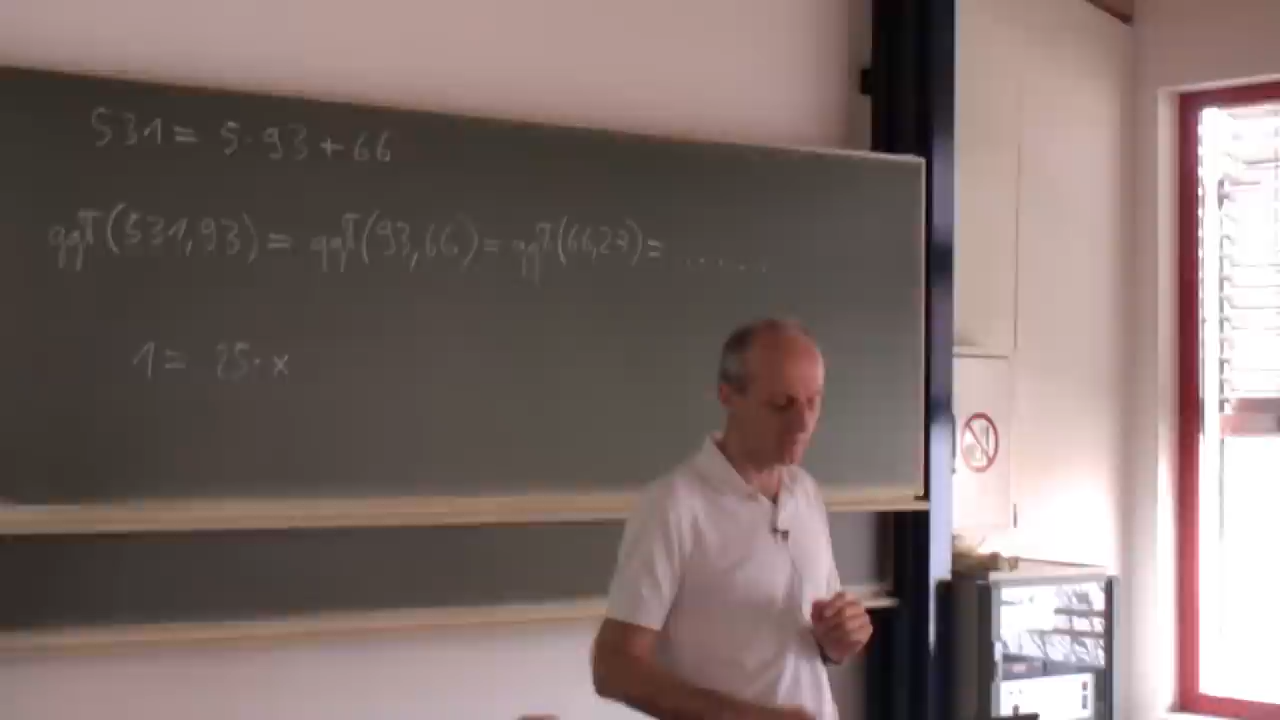 531 = 5·93 + 66
ggT(531,93) = ggT(93,66) = ggT(66,27) = .......
1 = 25·x